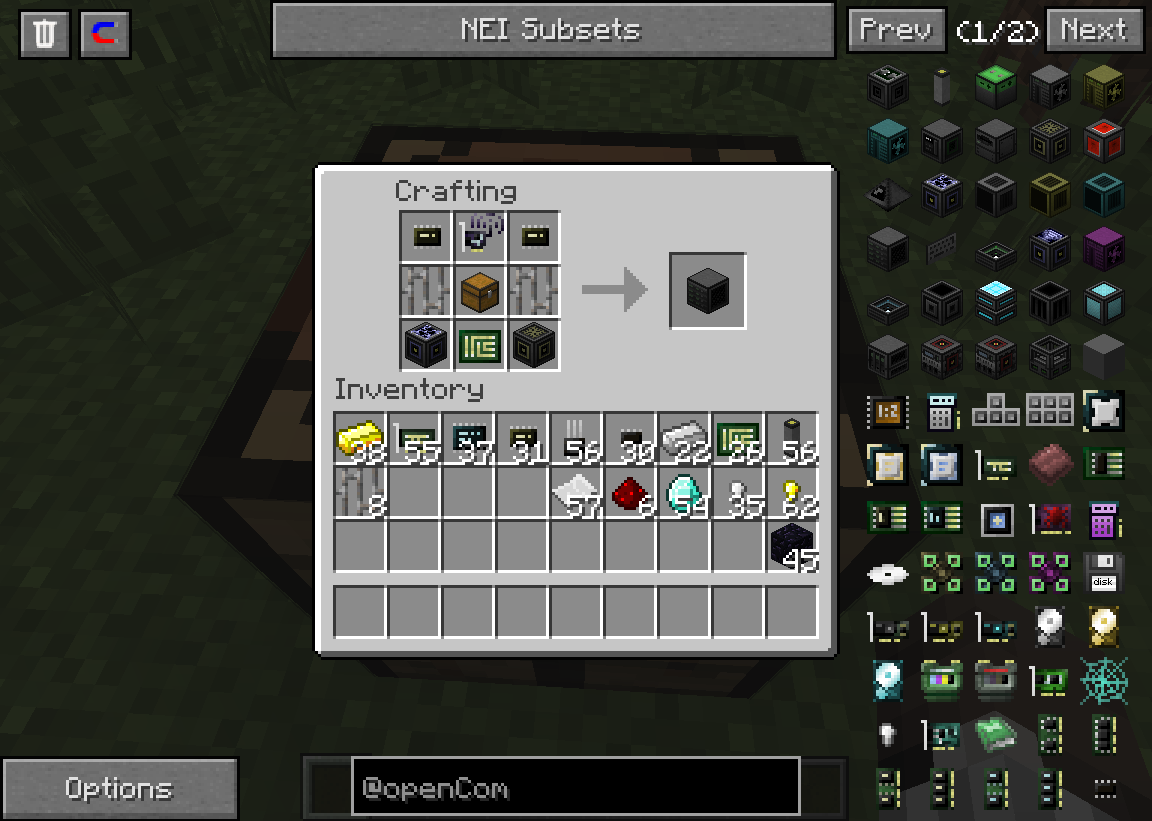 NEI Subsets
Prev (1/2) Next
Crafting
Inventory
38 55 37 31 56 30 22 26 56
8 57 6 54 35 62
45
1:2
disk
Options
@openCom